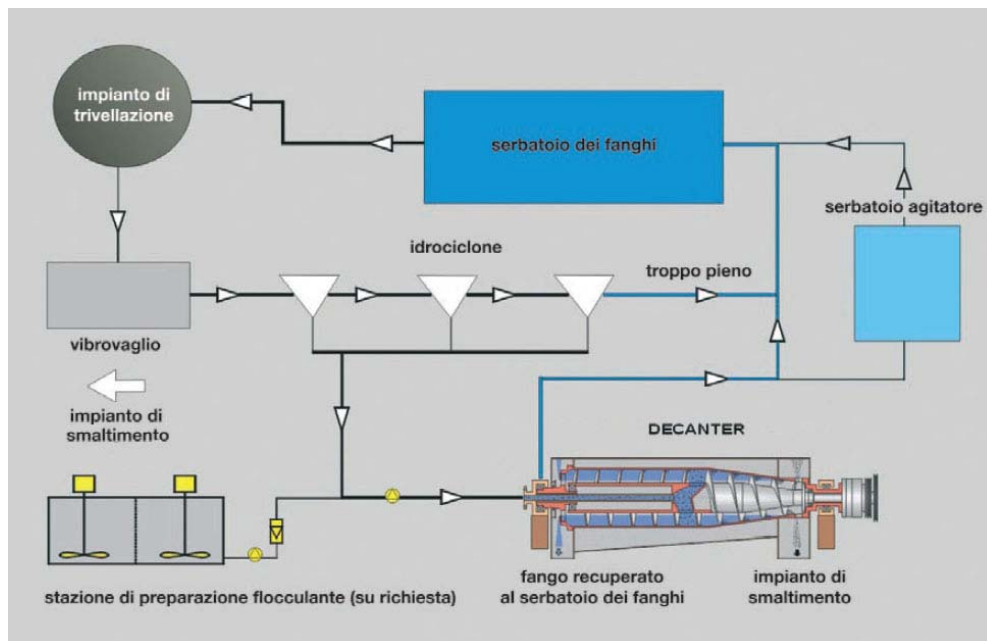 impianto di
trivellazione
serbatoio dei fanghi
serbatoio agitatore
idrociclone
troppo pieno
vibrovaglio
impianto di
smaltimento
DECANTER
fango recuperato
al serbatoio dei fanghi
impianto di
smaltimento
stazione di preparazione flocculante (su richiesta)